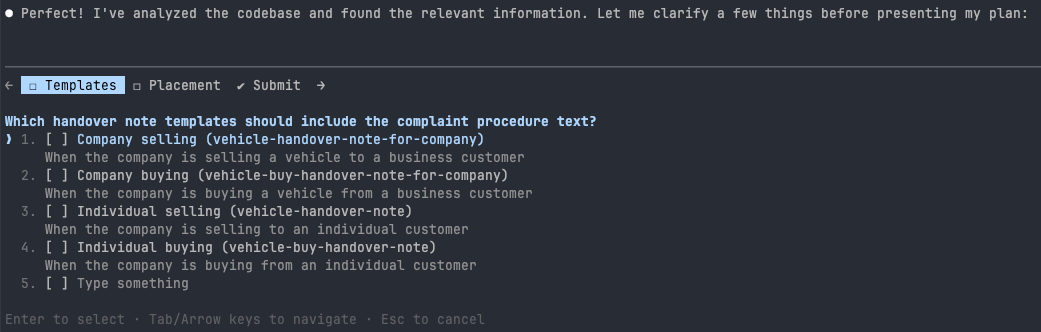 ● Perfect! I've analyzed the codebase and found the relevant information. Let me clarify a few things before presenting my plan:
← ☐ Templates ☐ Placement ✔ Submit →
Which handover note templates should include the complaint procedure text?
❯ 1. [ ] Company selling (vehicle-handover-note-for-company)
When the company is selling a vehicle to a business customer
2. [ ] Company buying (vehicle-buy-handover-note-for-company)
When the company is buying a vehicle from a business customer
3. [ ] Individual selling (vehicle-handover-note)
When the company is selling to an individual customer
4. [ ] Individual buying (vehicle-buy-handover-note)
When the company is buying from an individual customer
5. [ ] Type something
Enter to select · Tab/Arrow keys to navigate · Esc to cancel